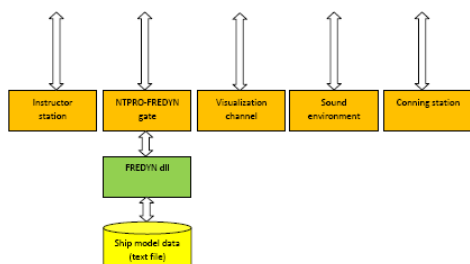 Instructor
station
NTPRO-FREDYN
gate
Visualization
channel
Sound
environment
Conning station
FREDYN dll
Ship model data
(text file)